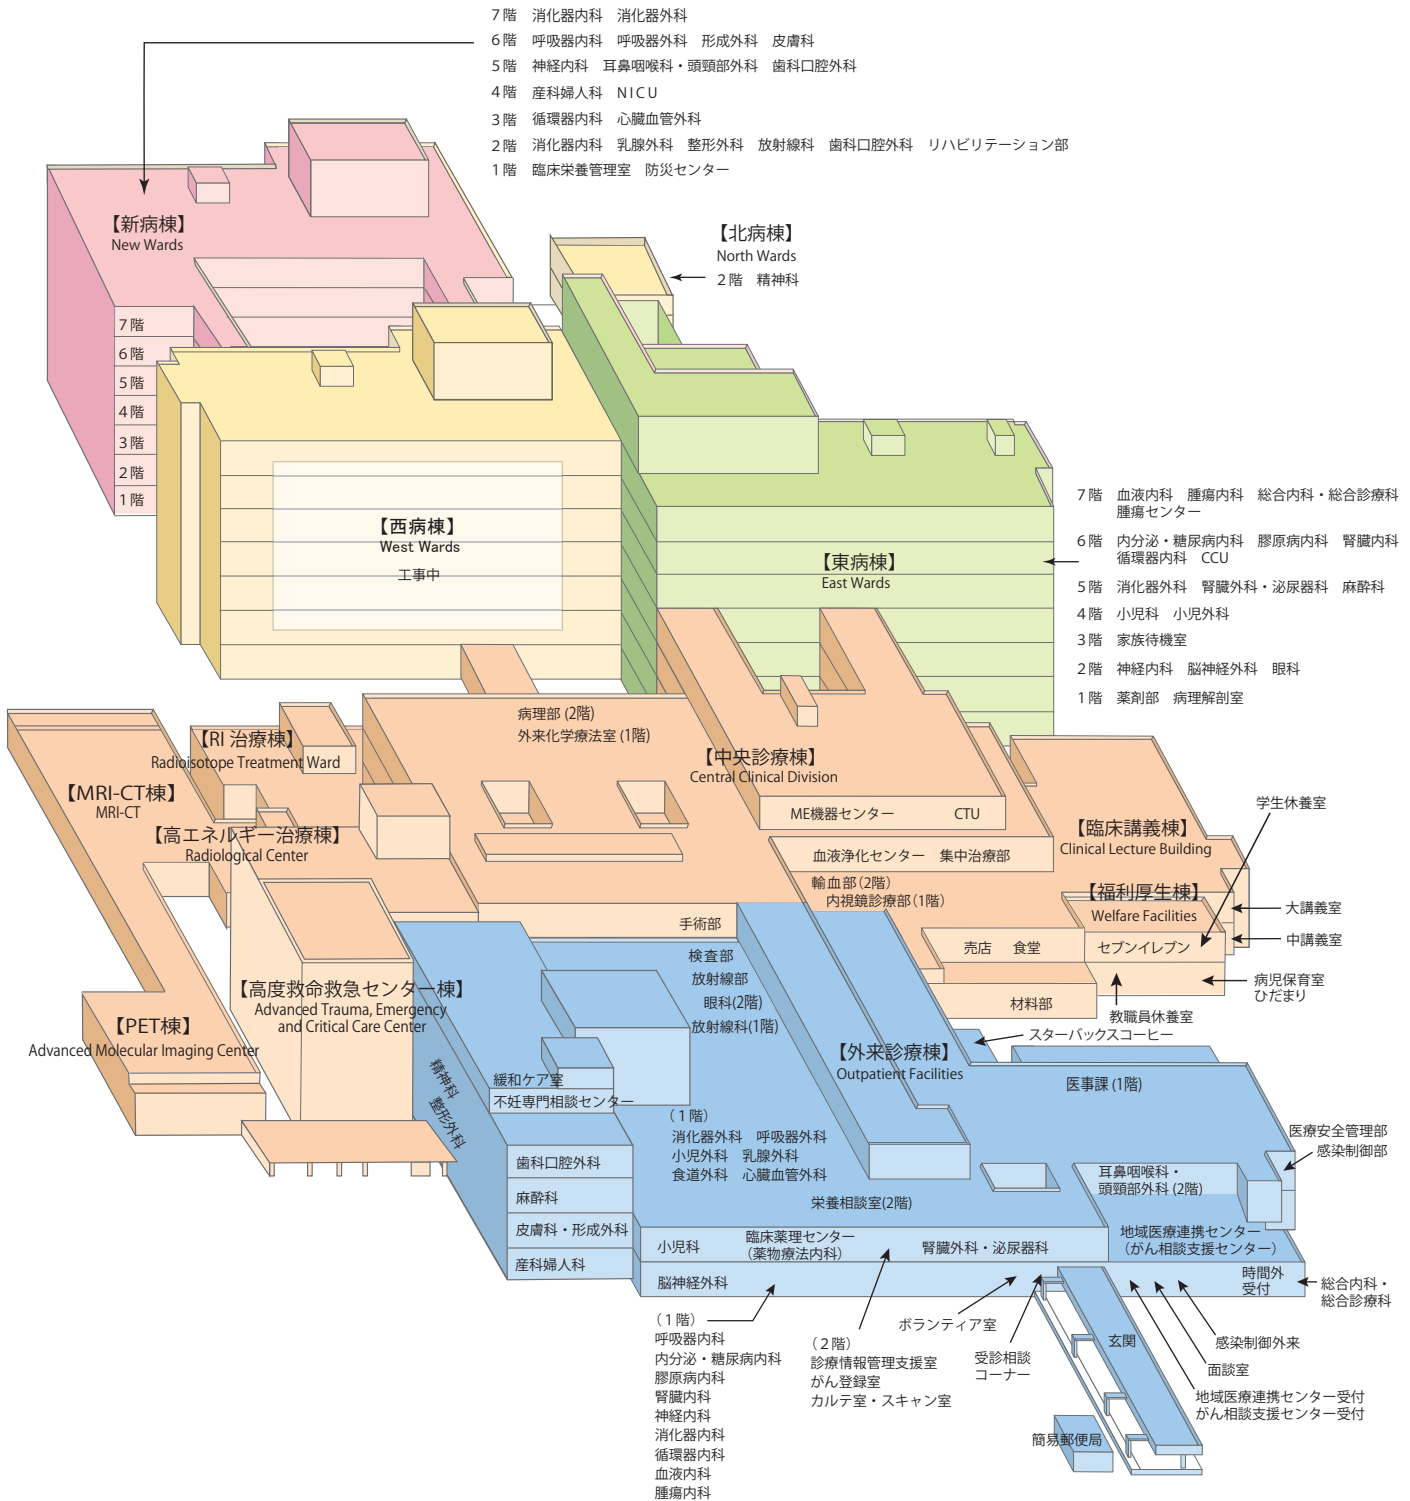 7階 消化器内科 消化器外科
6階 呼吸器内科 呼吸器外科 形成外科 皮膚科
5階 神経内科 耳鼻咽喉科・頭頸部外科 歯科口腔外科
4階 産科婦人科 NICU
3階 循環器内科 心臓血管外科
2階 消化器内科 乳腺外科 整形外科 放射線科 歯科口腔外科 リハビリテーション部
1階 臨床栄養管理室 防災センター
【新病棟】
New Wards
【北病棟】
North Wards
2階 精神科
7階
6階
5階
4階
3階
2階
1階
【西病棟】
West Wards
工事中
【東病棟】
East Wards
7階 血液内科 腫瘍内科 総合内科・総合診療科
腫瘍センター
6階 内分泌・糖尿病内科 膠原病内科 腎臓内科
循環器内科 CCU
5階 消化器外科 腎臓外科・泌尿器科 麻酔科
4階 小児科 小児外科
3階 家族待機室
2階 神経内科 脳神経外科 眼科
1階 薬剤部 病理解剖室
病理部 (2階)
外来化学療法室 (1階)
【RI 治療棟】
Radioisotope Treatment Ward
【中央診療棟】
Central Clinical Division
【MRI-CT棟】
MRI-CT
ME機器センター CTU
学生休養室
【高エネルギー治療棟】
Radiological Center
【臨床講義棟】
Clinical Lecture Building
血液浄化センター 集中治療部
輸血部(2階)
内視鏡診療部(1階)
【福利厚生棟】
Welfare Facilities
大講義室
手術部
売店 食堂
セブンイレブン
中講義室
検査部
放射線部
眼科(2階)
放射線科(1階)
病児保育室
ひだまり
【高度救命救急センター棟】
Advanced Trauma, Emergency
and Critical Care Center
材料部
教職員休養室
スターバックスコーヒー
【PET棟】
Advanced Molecular Imaging Center
【外来診療棟】
Outpatient Facilities
医事課 (1階)
精神科
整形外科
緩和ケア室
不妊専門相談センター
(1階)
消化器外科 呼吸器外科
小児外科 乳腺外科
食道外科 心臓血管外科
医療安全管理部
感染制御部
歯科口腔外科
麻酔科
皮膚科・形成外科
産科婦人科
耳鼻咽喉科・
頭頸部外科 (2階)
栄養相談室(2階)
小児科
臨床薬理センター
(薬物療法内科)
腎臓外科・泌尿器科
地域医療連携センター
(がん相談支援センター)
脳神経外科
時間外
受付
総合内科・
総合診療科
(1階)
呼吸器内科
内分泌・糖尿病内科
膠原病内科
腎臓内科
神経内科
消化器内科
循環器内科
血液内科
腫瘍内科
(2階)
診療情報管理支援室
がん登録室
カルテ室・スキャン室
ボランティア室
受診相談
コーナー
玄関
感染制御外来
面談室
地域医療連携センター受付
がん相談支援センター受付
簡易郵便局